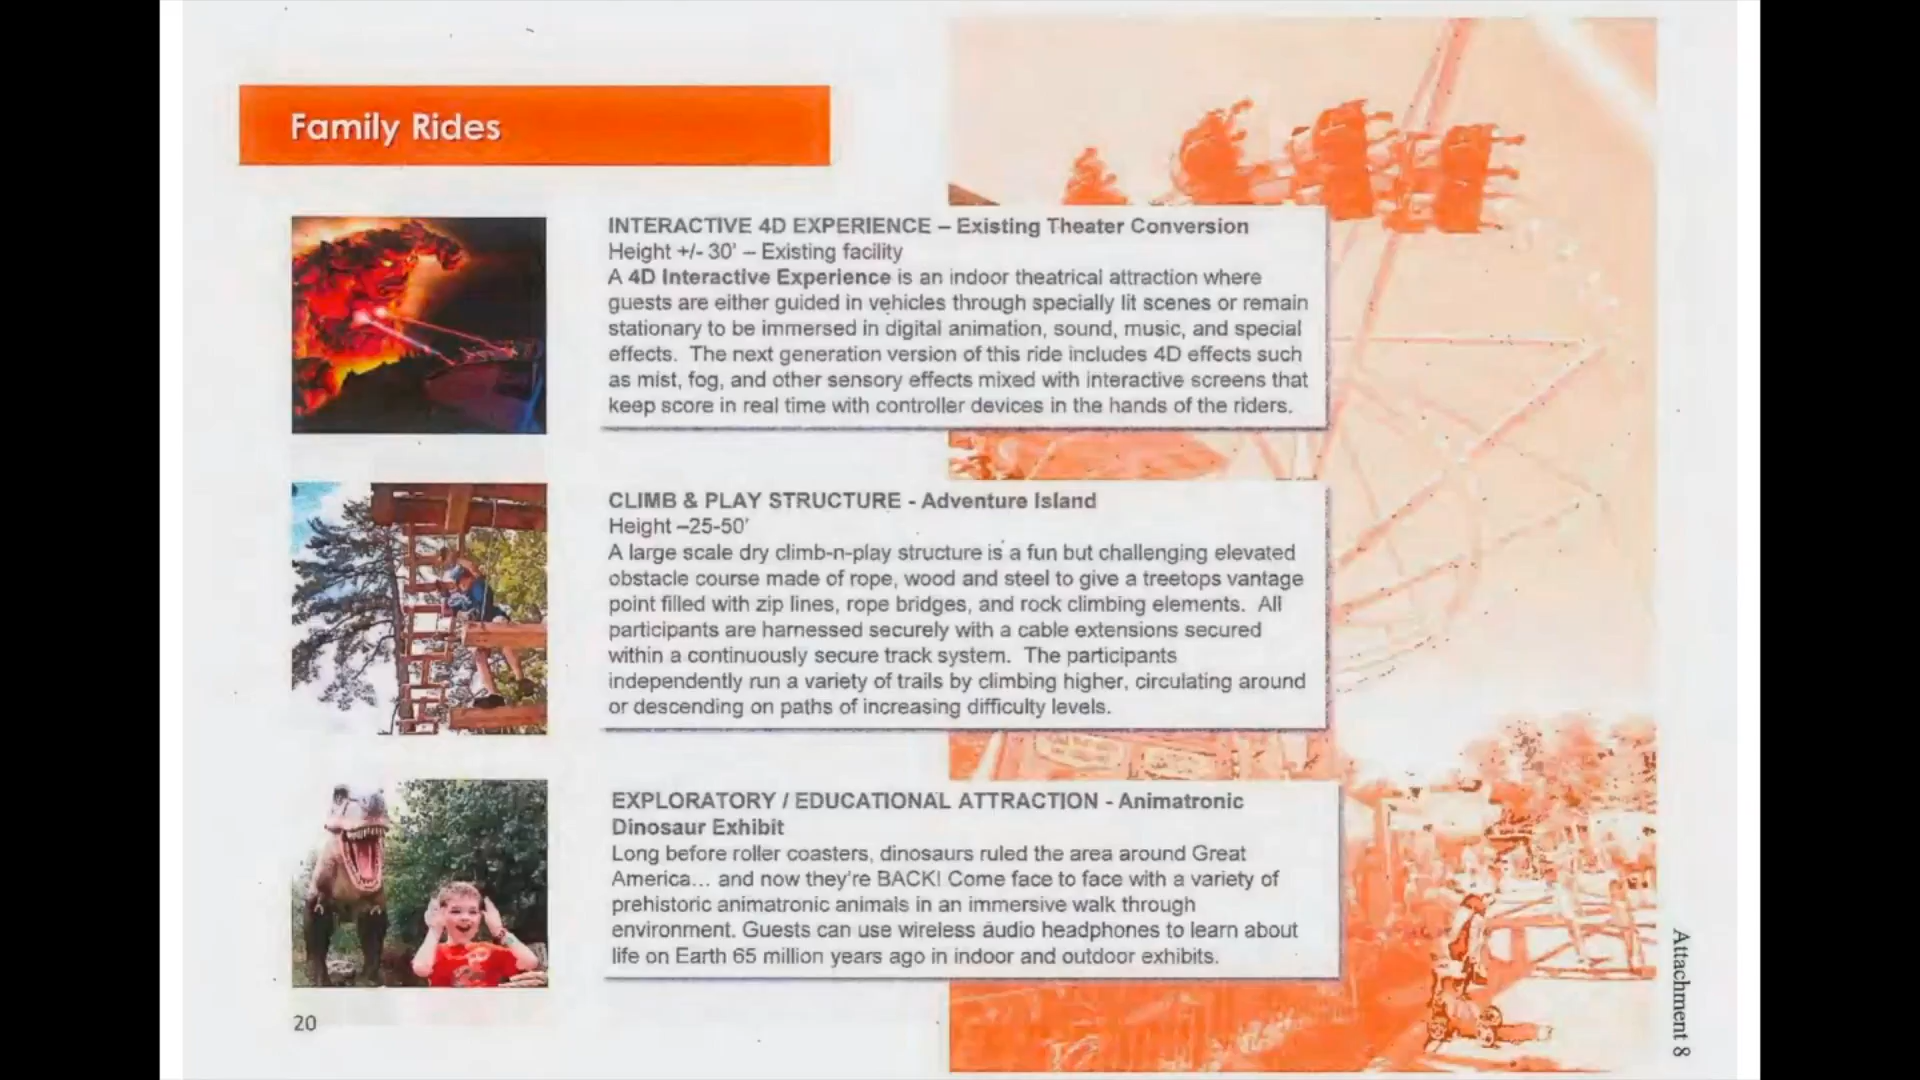 Family Rides
INTERACTIVE 4D EXPERIENCE – Existing Theater Conversion
Height +/- 30' – Existing facility
A 4D Interactive Experience is an indoor theatrical attraction where
guests are either guided in vehicles through specially lit scenes or remain
stationary to be immersed in digital animation, sound, music, and special
effects. The next generation version of this ride includes 4D effects such
as mist, fog, and other sensory effects mixed with interactive screens that
keep score in real time with controller devices in the hands of the riders.
CLIMB & PLAY STRUCTURE - Adventure Island
Height –25-50'
A large scale dry climb-n-play structure is a fun but challenging elevated
obstacle course made of rope, wood and steel to give a treetops vantage
point filled with zip lines, rope bridges, and rock climbing elements. All
participants are harnessed securely with a cable extensions secured
within a continuously secure track system. The participants
independently run a variety of trails by climbing higher, circulating around
or descending on paths of increasing difficulty levels.
EXPLORATORY / EDUCATIONAL ATTRACTION - Animatronic
Dinosaur Exhibit
Long before roller coasters, dinosaurs ruled the area around Great
America... and now they're BACK! Come face to face with a variety of
prehistoric animatronic animals in an immersive walk through
environment. Guests can use wireless audio headphones to learn about
life on Earth 65 million years ago in indoor and outdoor exhibits.
20
Attachment 8